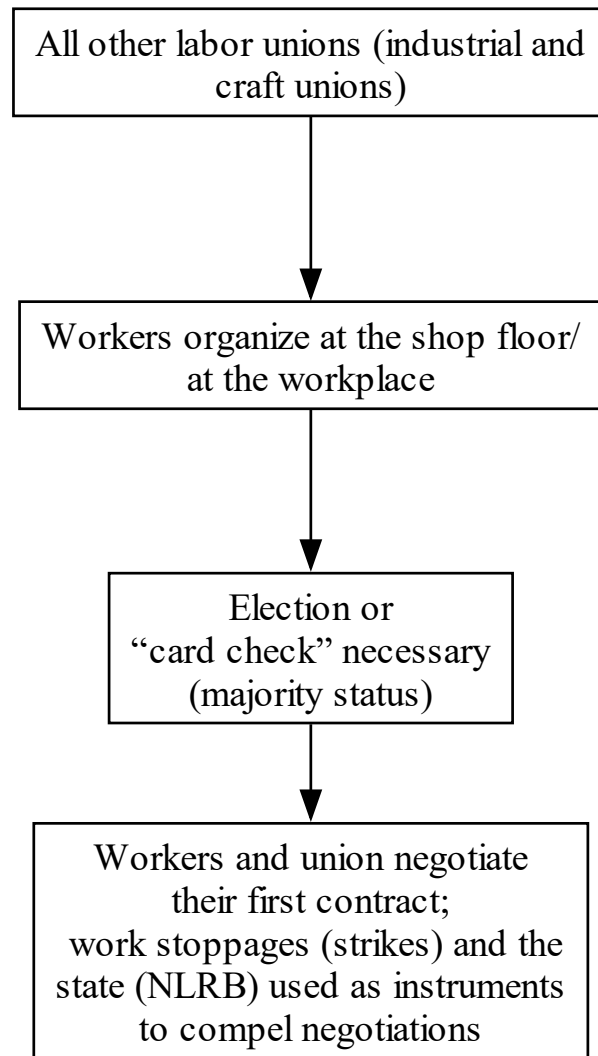 All other labor unions (industrial and
craft unions)
Workers organize at the shop floor/
at the workplace
Election or
“card check” necessary
(majority status)
Workers and union negotiate
their first contract;
work stoppages (strikes) and the
state (NLRB) used as instruments
to compel negotiations